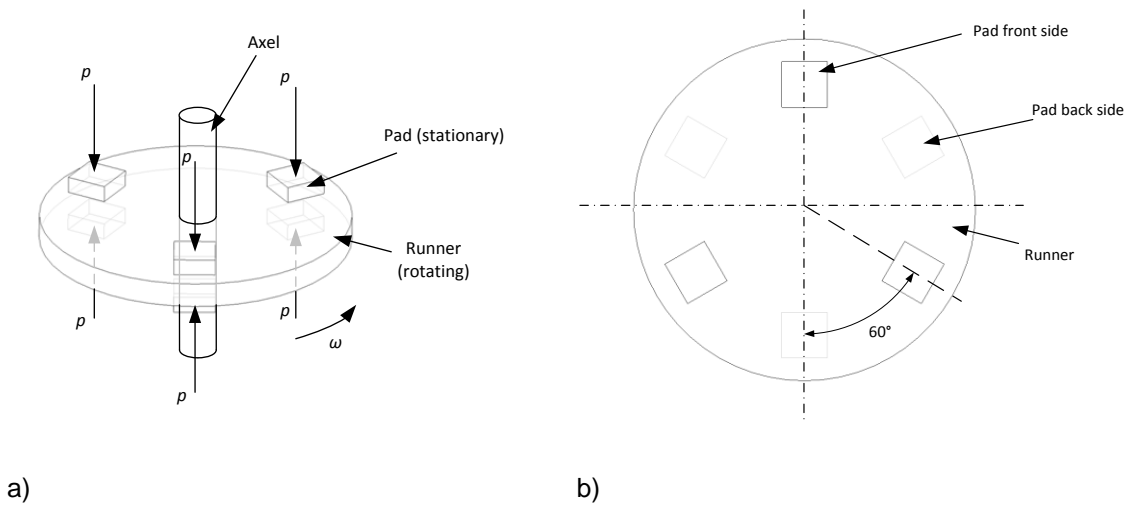 Axel
p
p
p
Pad (stationary)
Runner
(rotating)
p
p
ω
p
a)
Pad front side
Pad back side
Runner
60°
b)